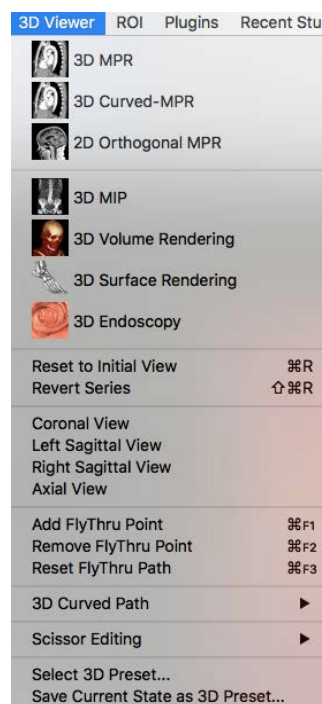 3D Viewer ROI Plugins Recent Stu
3D MPR
3D Curved-MPR
2D Orthogonal MPR
3D MIP
3D Volume Rendering
3D Surface Rendering
3D Endoscopy
Reset to Initial View ⌘R
Revert Series ⇧⌘R
Coronal View
Left Sagittal View
Right Sagittal View
Axial View
Add FlyThru Point ⌘F1
Remove FlyThru Point ⌘F2
Reset FlyThru Path ⌘F3
3D Curved Path ▶
Scissor Editing ▶
Select 3D Preset...
Save Current State as 3D Preset...